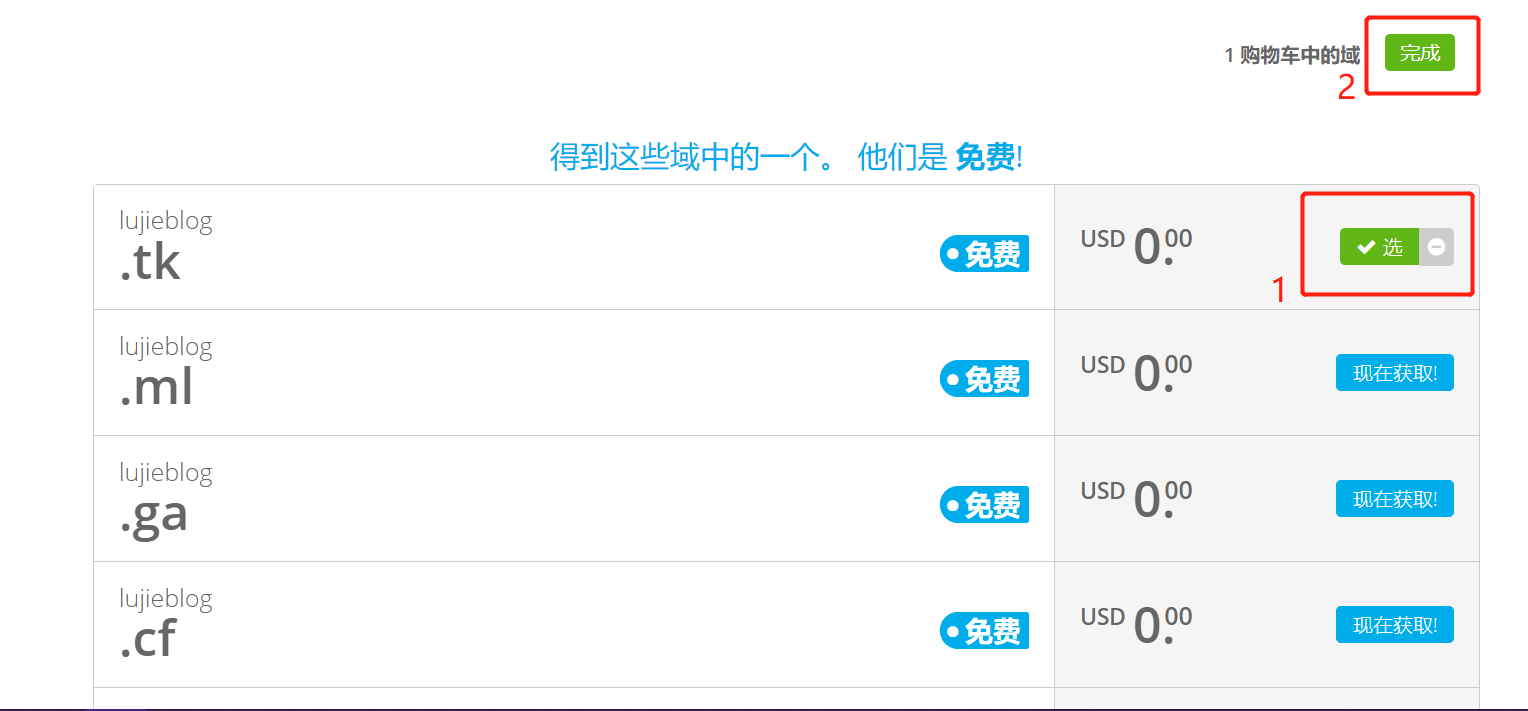 1 购物车中的域 完成
2
得到这些域中的一个。 他们是 免费!
lujieblog
.tk
免费
USD 0.00
选
1
lujieblog
.ml
免费
USD 0.00
现在获取!
lujieblog
.ga
免费
USD 0.00
现在获取!
lujieblog
.cf
免费
USD 0.00
现在获取!